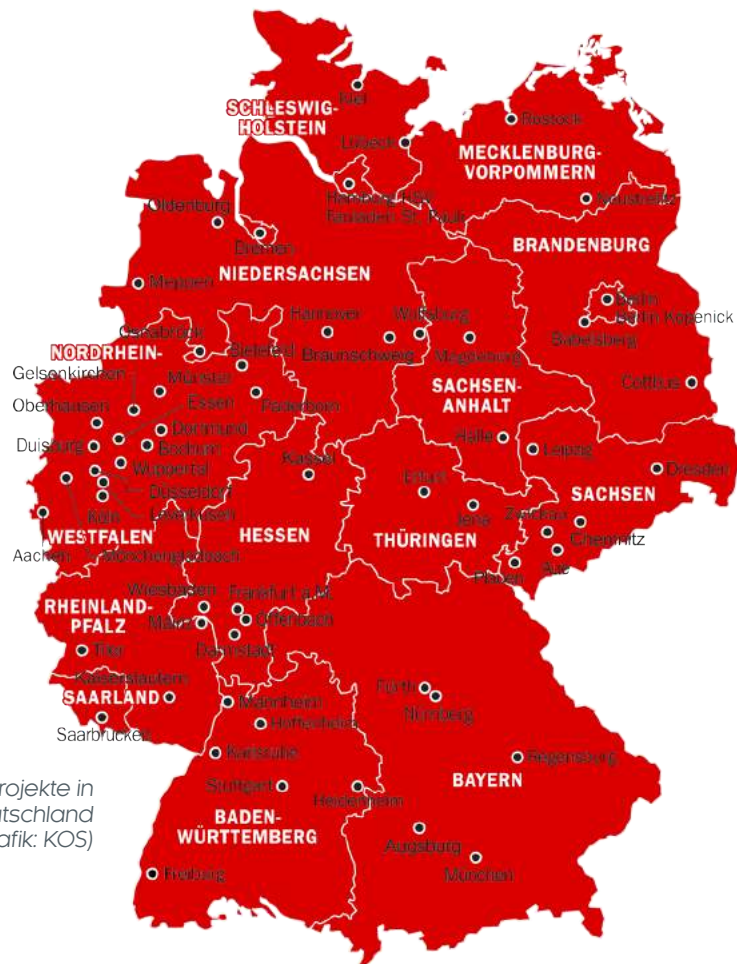 Kiel
SCHLESWIG-
HOLSTEIN
Rostock
Lübeck
MECKLENBURG-
VORPOMMERN
Hamburg HSV
Fanladen St. Pauli
Neustrelitz
Oldenburg
Bremen
BRANDENBURG
NIEDERSACHSEN
Meppen
Berlin
Berlin-Köpenick
Hannover
Wolfsburg
Babelsberg
Osnabrück
Braunschweig
Magdeburg
NORDRHEIN-
Bielefeld
Gelsenkirchen
Münster
SACHSEN-
ANHALT
Cottbus
Essen
Paderborn
Oberhausen
Dortmund
Halle
Duisburg
Bochum
Leipzig
Wuppertal
Kassel
Erfurt
Dresden
Düsseldorf
SACHSEN
Leverkusen
Jena
Zwickau
Köln
WESTFALEN
HESSEN
THÜRINGEN
Chemnitz
Aachen
Mönchengladbach
Plauen
Aue
Wiesbaden
Frankfurt a.M.
RHEINLAND-
PFALZ
Mainz
Offenbach
Darmstadt
Trier
Kaiserslautern
Fürth
SAARLAND
Mannheim
Nürnberg
Hoffenheim
Saarbrücken
Karlsruhe
Regensburg
BAYERN
Stuttgart
Heidenheim
rojekte in
utschland
afik: KOS)
BADEN-
WÜRTTEMBERG
Augsburg
München
Freiburg